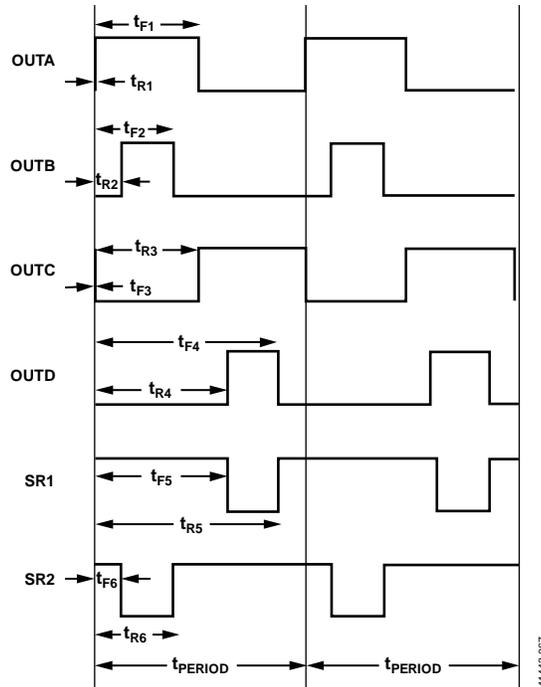 tF1
OUTA
tR1
tF2
OUTB
tR2
tR3
OUTC
tF3
tF4
OUTD
tR4
SR1
tF5
tR5
SR2
tF6
tR6
tPERIOD
tPERIOD